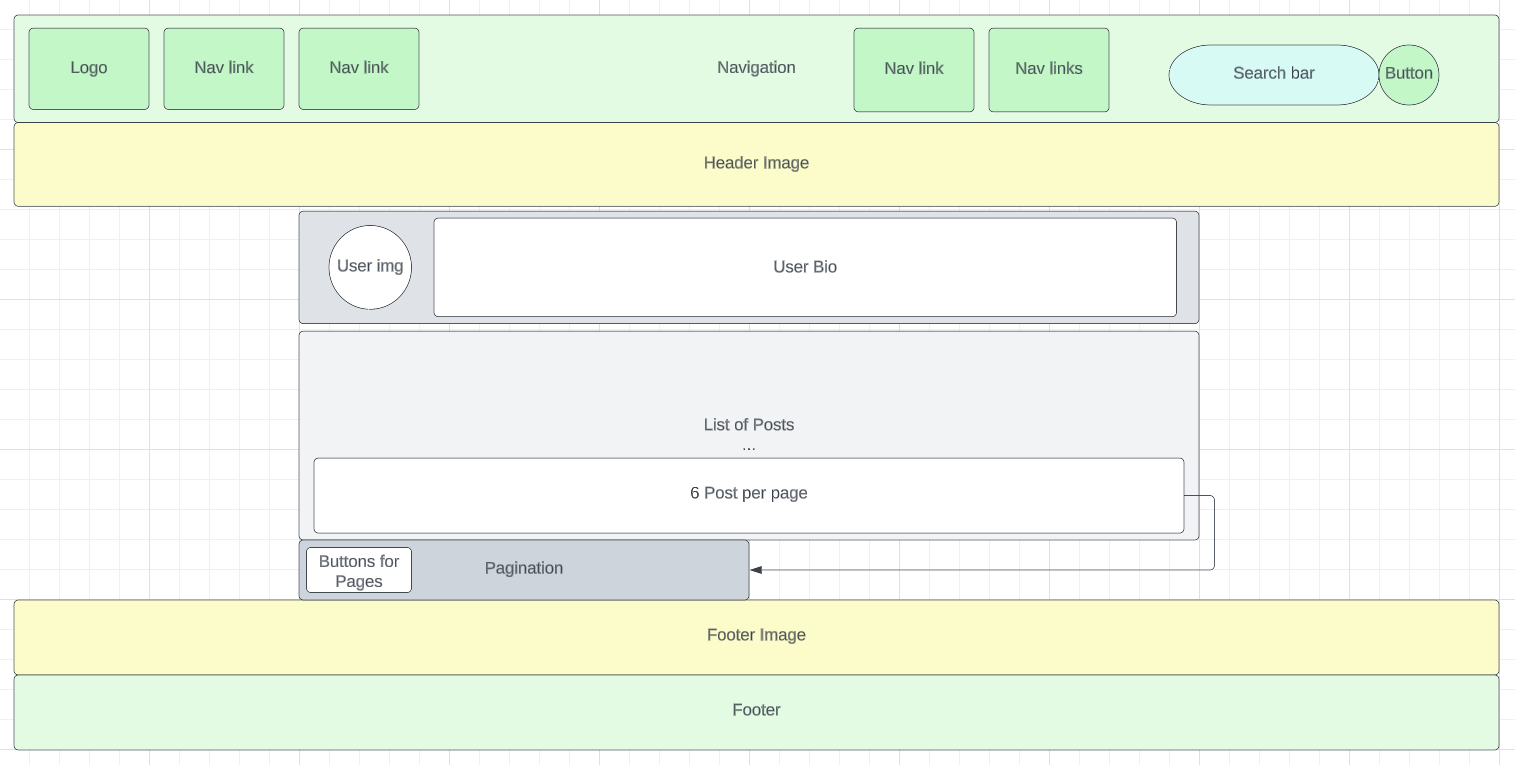 Logo
Nav link
Nav link
Navigation
Nav link
Nav links
Search bar
Button
Header Image
User img
User Bio
List of Posts
...
6 Post per page
Buttons for
Pages
Pagination
Footer Image
Footer